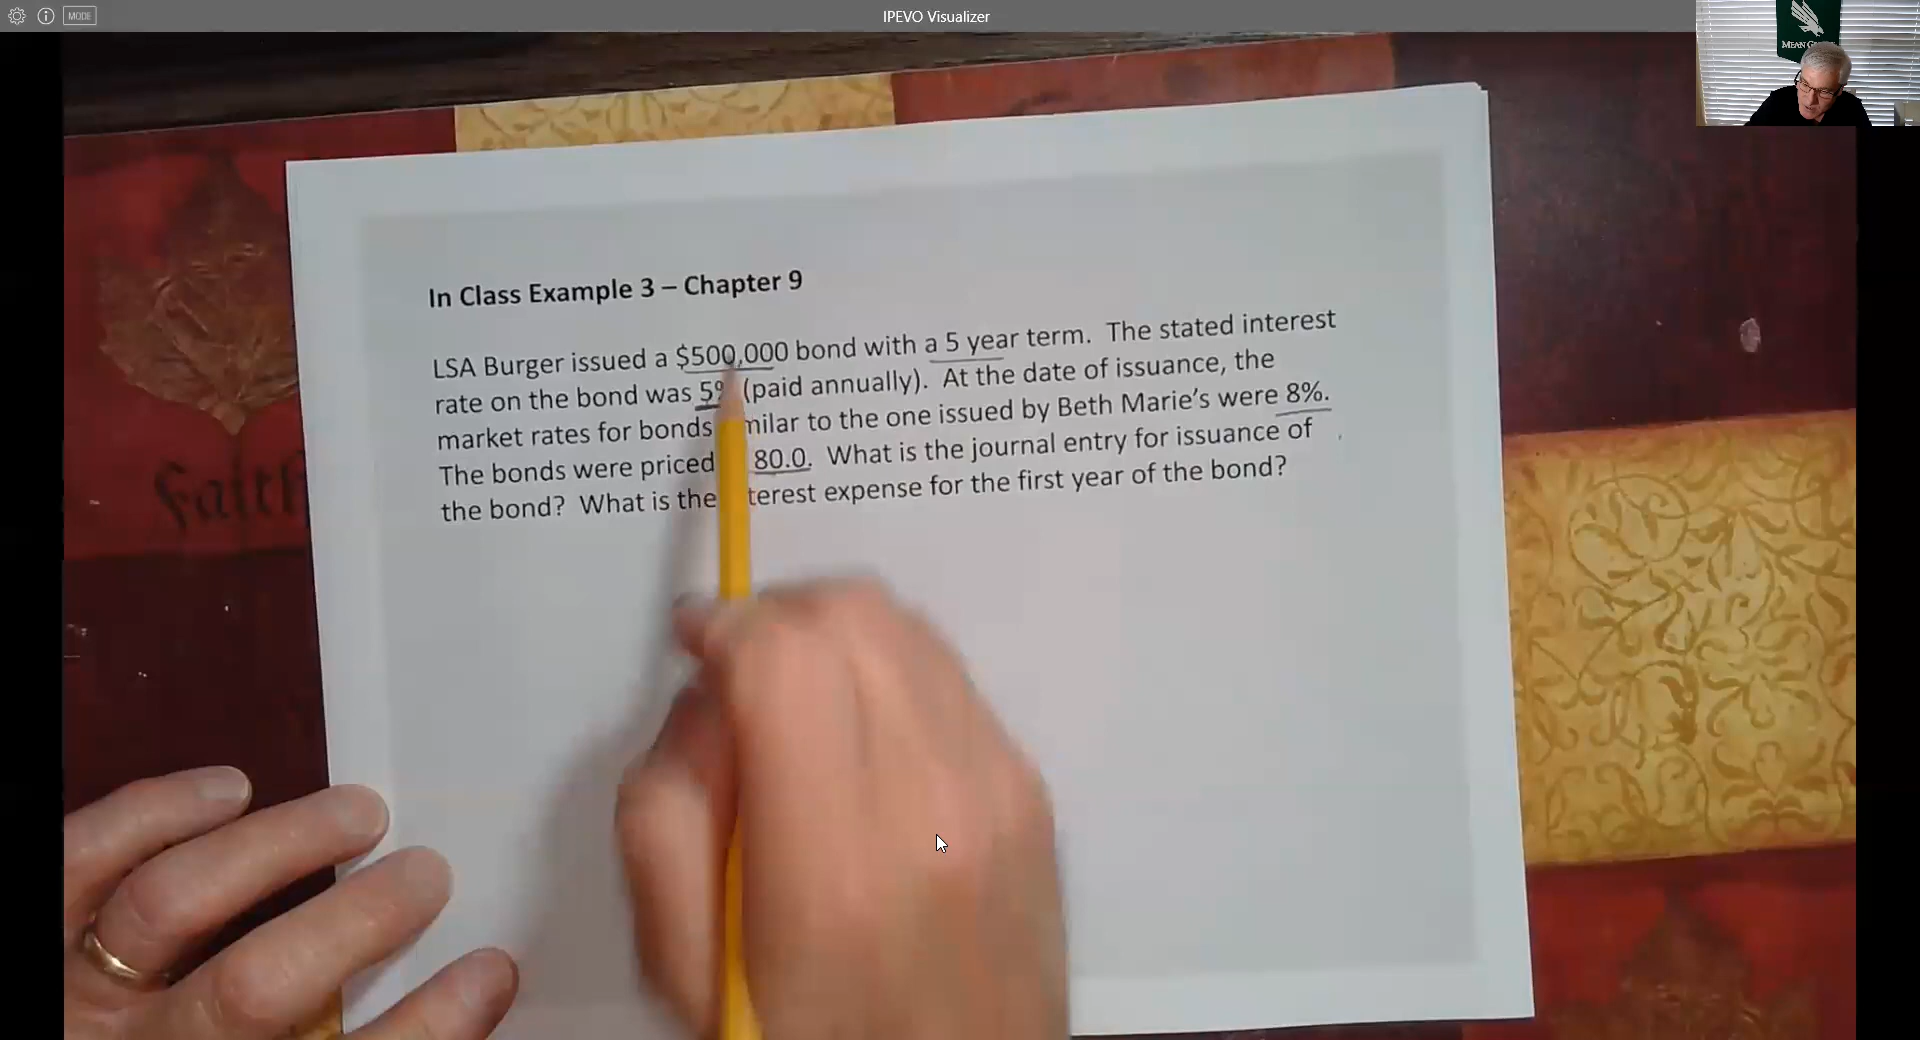 MODE
IPEVO Visualizer
MEAN
In Class Example 3 – Chapter 9
LSA Burger issued a $500,000 bond with a 5 year term. The stated interest
rate on the bond was 5% (paid annually). At the date of issuance, the
market rates for bonds similar to the one issued by Beth Marie's were 8%.
The bonds were priced 80.0. What is the journal entry for issuance of
the bond? What is the interest expense for the first year of the bond?
Faith